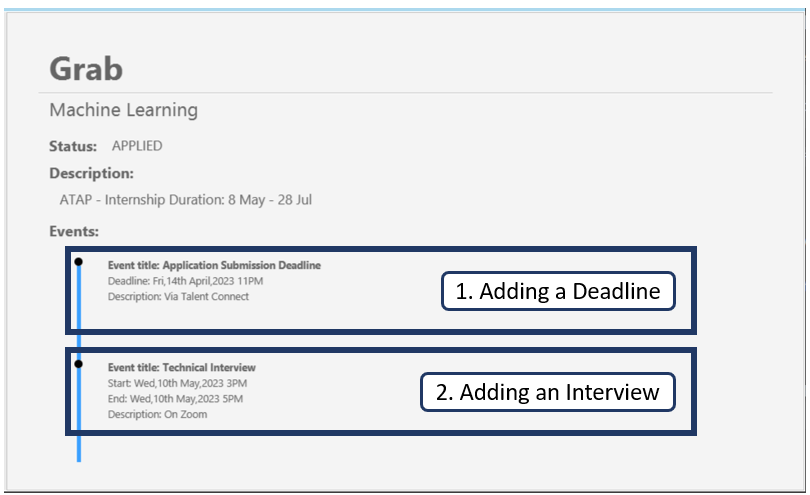 Grab
Machine Learning
Status: APPLIED
Description:
ATAP - Internship Duration: 8 May - 28 Jul
Events:
Event title: Application Submission Deadline
Deadline: Fri,14th April,2023 11PM
Description: Via Talent Connect
1. Adding a Deadline
Event title: Technical Interview
Start: Wed,10th May,2023 3PM
End: Wed,10th May,2023 5PM
Description: On Zoom
2. Adding an Interview